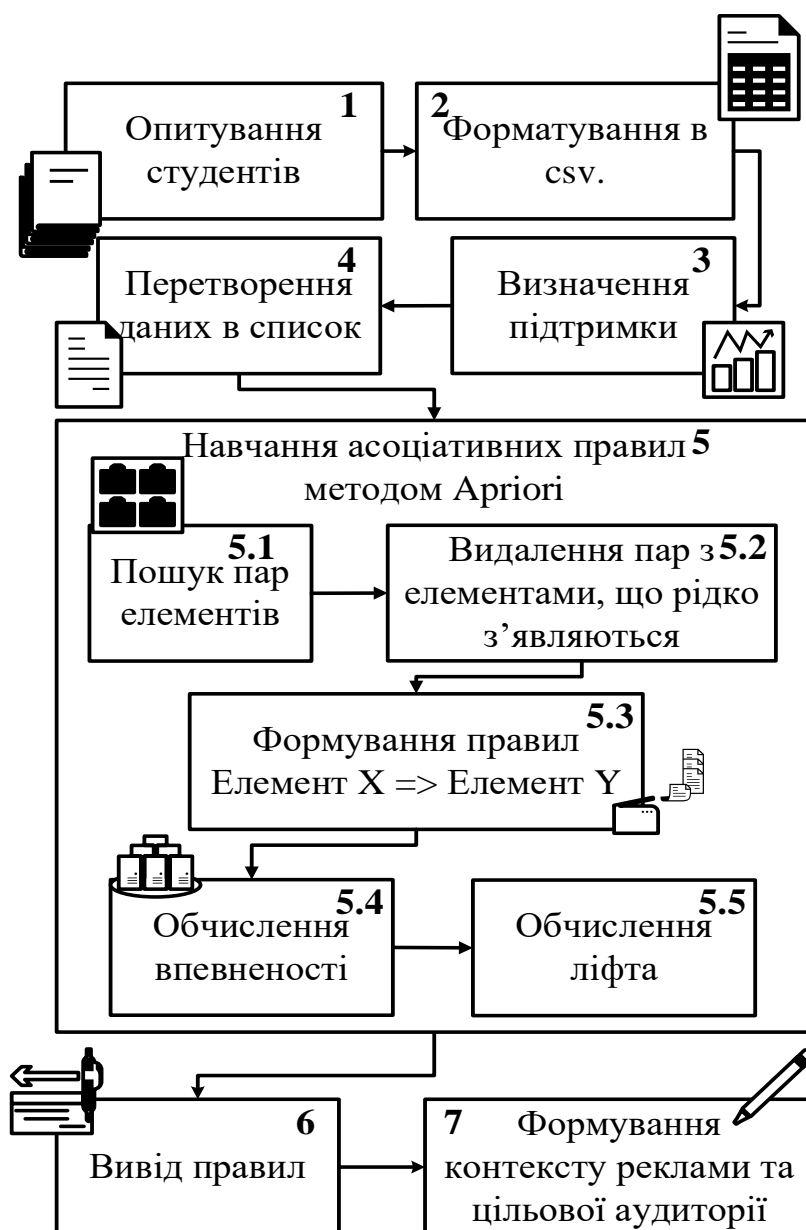 1
Опитування
студентів
2
Форматування в
csv.
3
Визначення
підтримки
4
Перетворення
даних в список
Навчання асоціативних правил 5
методом Apriori
5.1
Пошук пар
елементів
Видалення пар з 5.2
елементами, що рідко
з’являються
5.3
Формування правил
Елемент X => Елемент Y
5.4
Обчислення
впевненості
5.5
Обчислення
ліфта
6
Вивід правил
7 Формування
контексту реклами та
цільової аудиторії